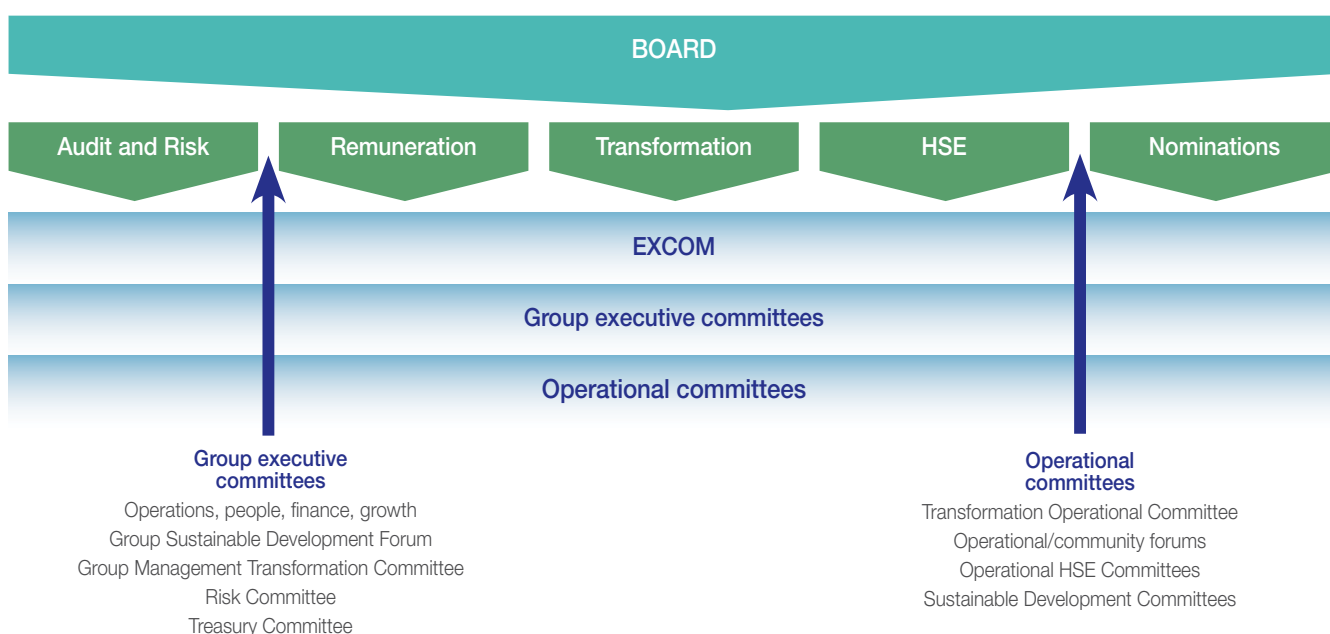 BOARD
Audit and Risk
Remuneration
Transformation
HSE
Nominations
EXCOM
Group executive committees
Operational committees
Group executive
committees
Operations, people, finance, growth
Group Sustainable Development Forum
Group Management Transformation Committee
Risk Committee
Treasury Committee
Operational
committees
Transformation Operational Committee
Operational/community forums
Operational HSE Committees
Sustainable Development Committees